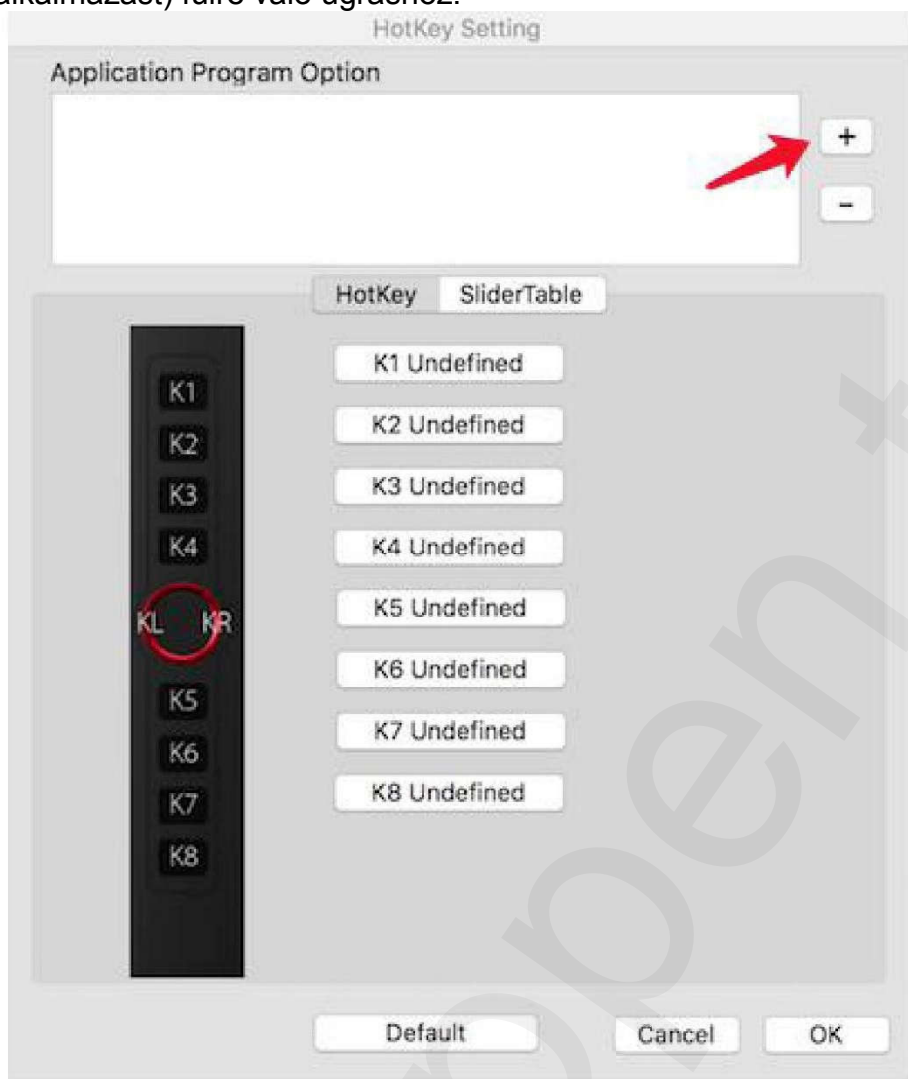 alkalmazást) fülre való ugráshoz.
HotKey Setting
Application Program Option
+
-
HotKey SliderTable
K1 Undefined
K2 Undefined
K3 Undefined
K4 Undefined
K5 Undefined
K6 Undefined
K7 Undefined
K8 Undefined
K1
K2
K3
K4
KL KR
K5
K6
K7
K8
Default Cancel OK